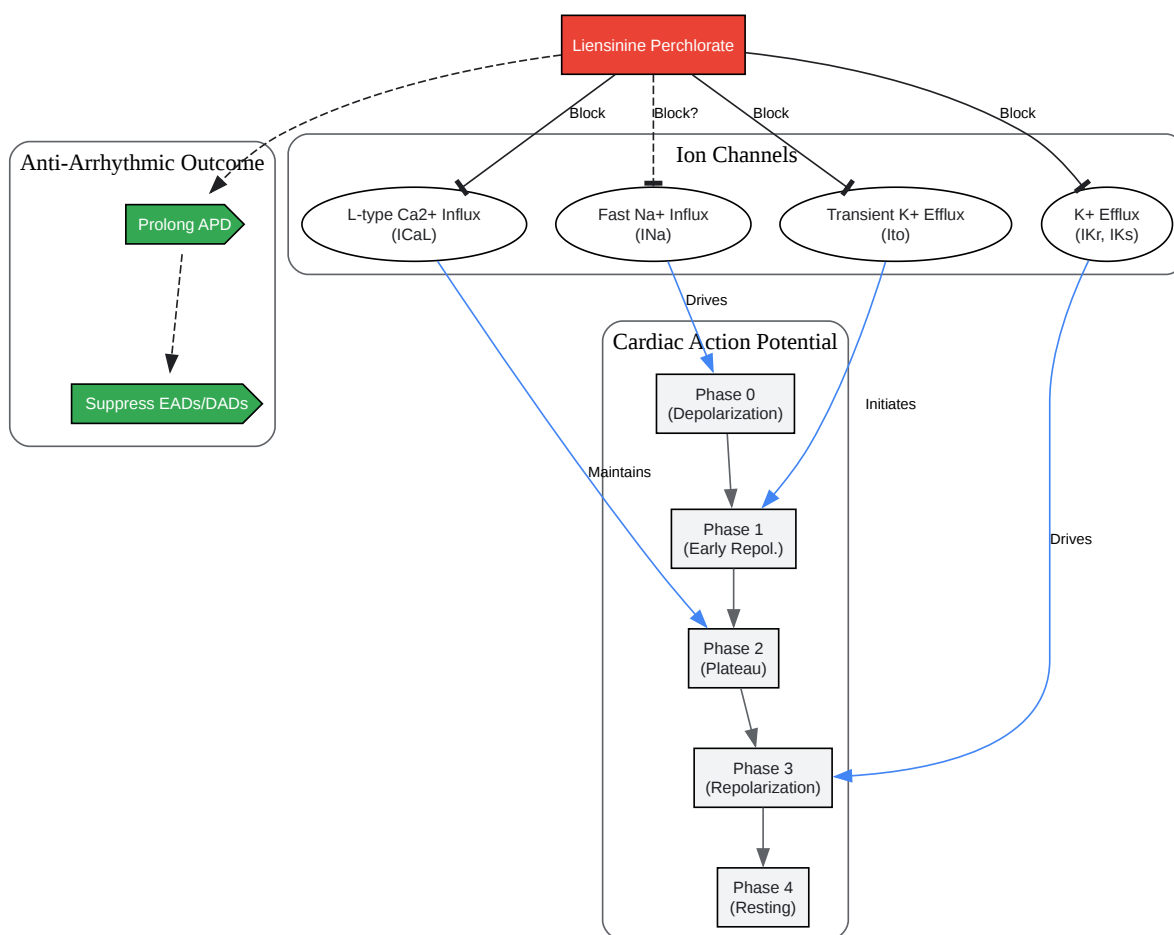 Liensinine Perchlorate
Block
Block?
Block
Block
Anti-Arrhythmic Outcome
Ion Channels
Prolong APD
L-type Ca2+ Influx
(ICaL)
Fast Na+ Influx
(INa)
Transient K+ Efflux
(Ito)
K+ Efflux
(IKr, IKs)
Drives
Cardiac Action Potential
Suppress EADs/DADs
Phase 0
(Depolarization)
Initiates
Maintains
Phase 1
(Early Repol.)
Drives
Phase 2
(Plateau)
Phase 3
(Repolarization)
Phase 4
(Resting)